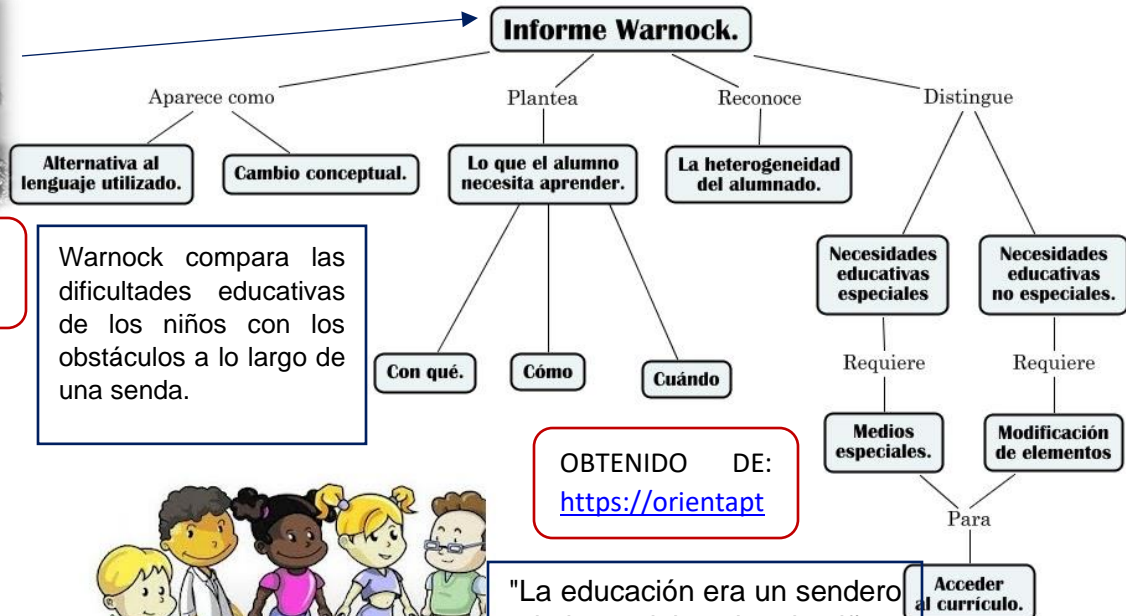 Informe Warnock.
Aparece como
Plantea
Reconoce
Distingue
Alternativa al
lenguaje utilizado.
Cambio conceptual.
Lo que el alumno
necesita aprender.
La heterogeneidad
del alumnado.
Warnock compara las
dificultades educativas
de los niños con los
obstáculos a lo largo de
una senda.
Necesidades
educativas
especiales
Necesidades
educativas
no especiales.
Con qué.
Cómo
Cuándo
Requiere
Requiere
Medios
especiales.
Modificación
de elementos
OBTENIDO DE:
https://orientapt
Para
Acceder
al currículo.
"La educación era un sendero